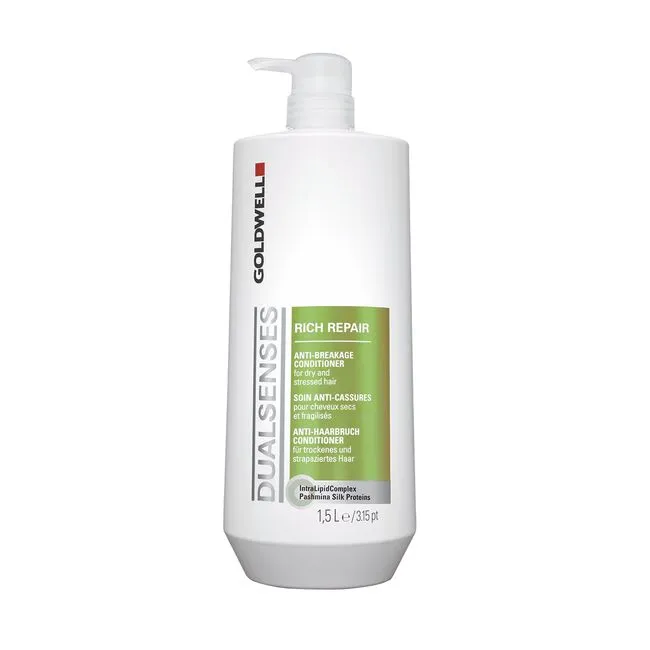 GOLDWELL
DUALSENSES
RICH REPAIR
ANTI-BREAKAGE
CONDITIONER
for dry and
stressed hair
SOIN ANTI-CASSURES
pour cheveux secs
et fragilisés
ANTI-HAARBRUCH
CONDITIONER
für trockenes und
strapaziertes Haar
IntraLipidComplex
Pashmina Silk Proteins
1,5 L ℮/3.15 pt